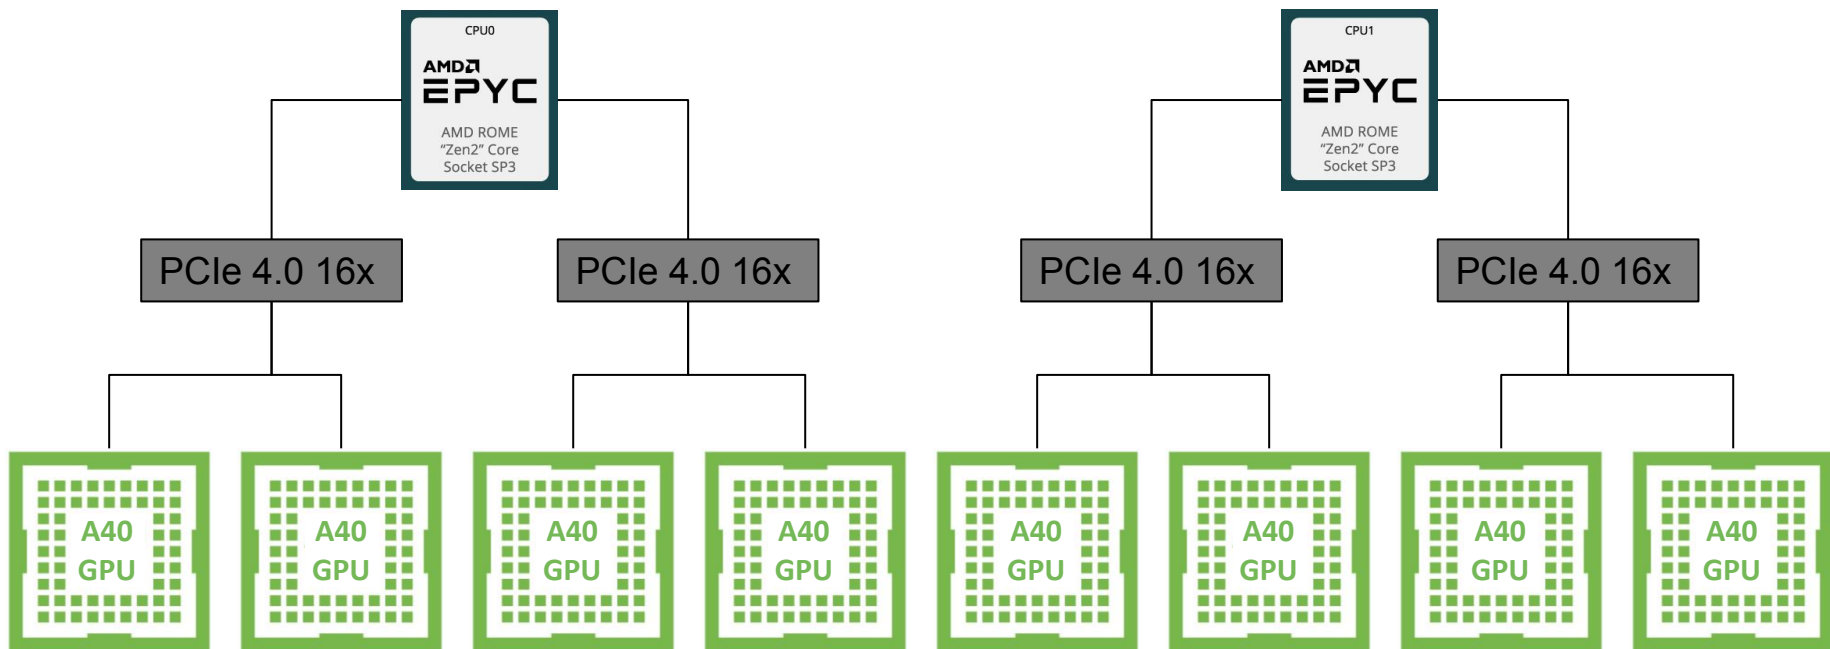 CPU0
AMD
EPYC
AMD ROME
“Zen2” Core
Socket SP3
CPU1
AMD
EPYC
AMD ROME
“Zen2” Core
Socket SP3
PCIe 4.0 16x
PCIe 4.0 16x
PCIe 4.0 16x
PCIe 4.0 16x
A40
GPU
A40
GPU
A40
GPU
A40
GPU
A40
GPU
A40
GPU
A40
GPU
A40
GPU